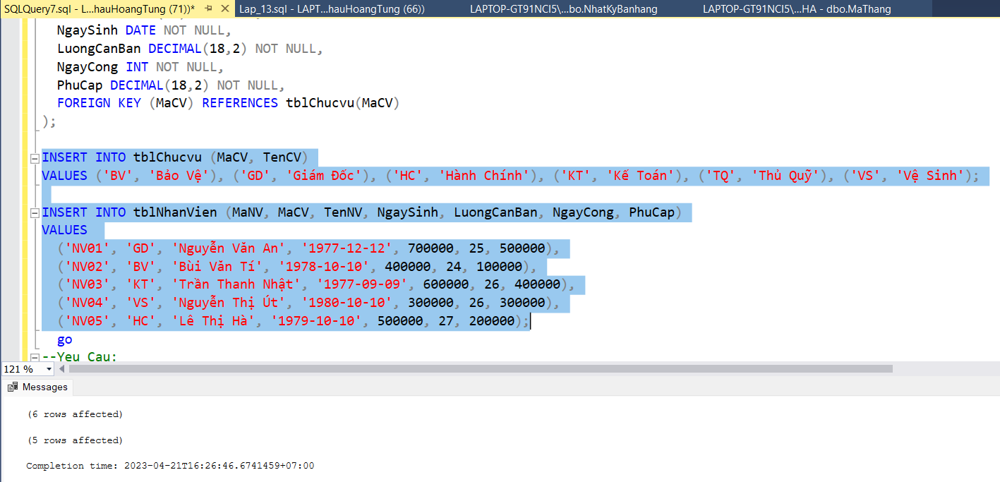 SQLQuery7.sql - L...hauHoangTung (71))* Lap_13.sql - LAPT...hauHoangTung (66)) LAPTOP-GT91NCI5\...bo.NhatKyBanhang LAPTOP-GT91NCI5\...HA - dbo.MaThang
NgaySinh DATE NOT NULL,
LuongCanBan DECIMAL(18,2) NOT NULL,
NgayCong INT NOT NULL,
PhuCap DECIMAL(18,2) NOT NULL,
FOREIGN KEY (MaCV) REFERENCES tblChucvu(MaCV)
);
INSERT INTO tblChucvu (MaCV, TenCV)
VALUES ('BV', 'Bảo Vệ'), ('GD', 'Giám Đốc'), ('HC', 'Hành Chính'), ('KT', 'Kế Toán'), ('TQ', 'Thủ Quỹ'), ('VS', 'Vệ Sinh');
INSERT INTO tblNhanVien (MaNV, MaCV, TenNV, NgaySinh, LuongCanBan, NgayCong, PhuCap)
VALUES
('NV01', 'GD', 'Nguyễn Văn An', '1977-12-12', 700000, 25, 500000),
('NV02', 'BV', 'Bùi Văn Tí', '1978-10-10', 400000, 24, 100000),
('NV03', 'KT', 'Trần Thanh Nhật', '1977-09-09', 600000, 26, 400000),
('NV04', 'VS', 'Nguyễn Thị Út', '1980-10-10', 300000, 26, 300000),
('NV05', 'HC', 'Lê Thị Hà', '1979-10-10', 500000, 27, 200000);
go
--Yeu Cau:
121 %
Messages
(6 rows affected)
(5 rows affected)
Completion time: 2023-04-21T16:26:46.6741459+07:00